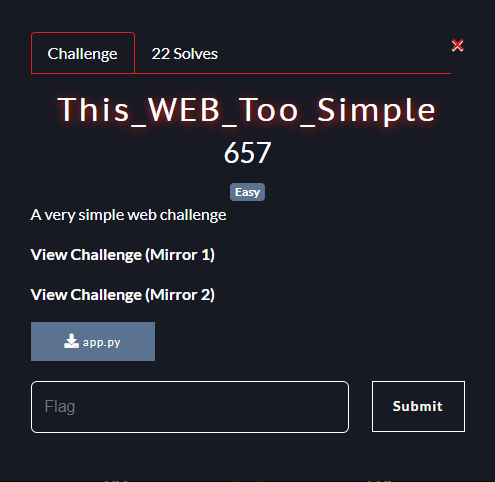 Challenge
22 Solves
This_WEB_Too_Simple
657
Easy
A very simple web challenge
View Challenge (Mirror 1)
View Challenge (Mirror 2)
app.py
Flag
Submit